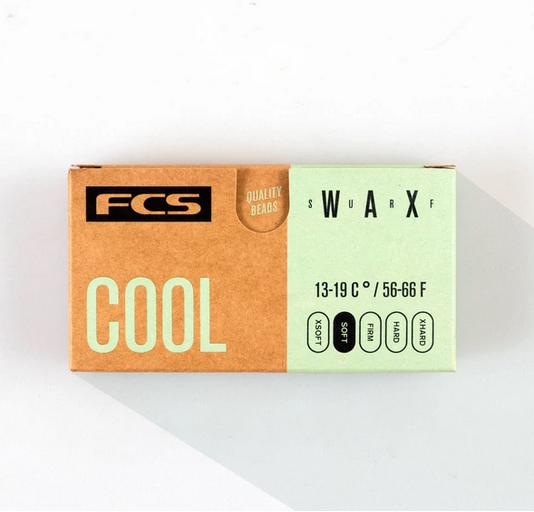 FCS
QUALITY
BEADS
S W U A R X F
COOL
13-19 C° / 56-66 F
XSOFT
SOFT
FIRM
HARD
XHARD